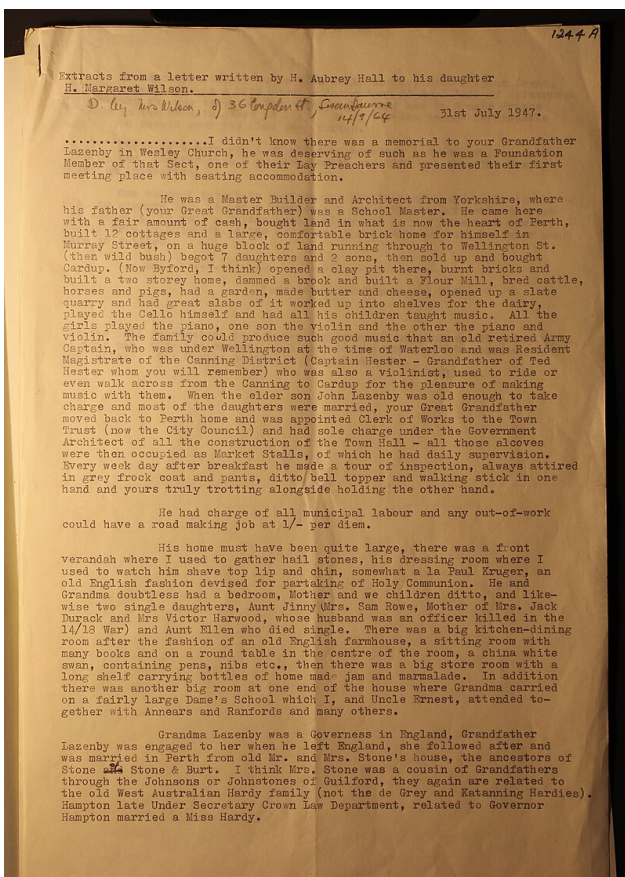 1244 A
Extracts from a letter written by H. Aubrey Hall to his daughter
H. Margaret Wilson.
Mrs Wilson, of 36 St, Swanbourne
14/9/64
31st July 1947.
.....................I didn't know there was a memorial to your Grandfather
Lazenby in Wesley Church, he was deserving of such as he was a Foundation
Member of that Sect, one of their Lay Preachers and presented their first
meeting place with seating accommodation.
He was a Master Builder and Architect from Yorkshire, where
his father (your Great Grandfather) was a School Master. He came here
with a fair amount of cash, bought land in what is now the heart of Perth,
built 12 cottages and a large, comfortable brick home for himself in
Murray Street, on a huge block of land running through to Wellington St.
(then wild bush) begot 7 daughters and 2 sons, then sold up and bought
Cardup. (Now Byford, I think) opened a clay pit there, burnt bricks and
built a two storey home, dammed a brook and built a Flour Mill, bred cattle,
horses and pigs, had a garden, made butter and cheese, opened up a slate
quarry and had great slabs of it worked up into shelves for the dairy,
played the Cello himself and had all his children taught music. All the
girls played the piano, one son the violin and the other the piano and
violin. The family could produce such good music that an old retired Army
Captain, who was under Wellington at the time of Waterloo and was Resident
Magistrate of the Canning District (Captain Hester - Grandfather of Ted
Hester whom you will remember) who was also a violinist, used to ride or
even walk across from the Canning to Cardup for the pleasure of making
music with them. When the elder son John Lazenby was old enough to take
charge and most of the daughters were married, your Great Grandfather
moved back to Perth home and was appointed Clerk of Works to the Town
Trust (now the City Council) and had sole charge under the Government
Architect of all the construction of the Town Hall - all those alcoves
were then occupied as Market Stalls, of which he had daily supervision.
Every week day after breakfast he made a tour of inspection, always attired
in grey frock coat and pants, ditto bell topper and walking stick in one
hand and yours truly trotting alongside holding the other hand.
He had charge of all municipal labour and any out-of-work
could have a road making job at 1/- per diem.
His home must have been quite large, there was a front
verandah where I used to gather hail stones, his dressing room where I
used to watch him shave top lip and chin, somewhat a la Paul Kruger, an
old English fashion devised for partaking of Holy Communion. He and
Grandma doubtless had a bedroom, Mother and we children ditto, and like-
wise two single daughters, Aunt Jinny (Mrs. Sam Rowe, Mother of Mrs. Jack
Durack and Mrs Victor Harwood, whose husband was an officer killed in the
14/18 War) and Aunt Ellen who died single. There was a big kitchen-dining
room after the fashion of an old English farmhouse, a sitting room with
many books and on a round table in the centre of the room, a china white
swan, containing pens, nibs etc., then there was a big store room with a
long shelf carrying bottles of home made jam and marmalade. In addition
there was another big room at one end of the house where Grandma carried
on a fairly large Dame's School which I, and Uncle Ernest, attended to-
gether with Annears and Ranfords and many others.
Grandma Lazenby was a Governess in England, Grandfather
Lazenby was engaged to her when he left England, she followed after and
was married in Perth from old Mr. and Mrs. Stone's house, the ancestors of
Stone Stone & Burt. I think Mrs. Stone was a cousin of Grandfathers
through the Johnsons or Johnstones of Guilford, they again are related to
the old West Australian Hardy family (not the de Grey and Katanning Hardies).
Hampton late Under Secretary Crown Law Department, related to Governor
Hampton married a Miss Hardy.